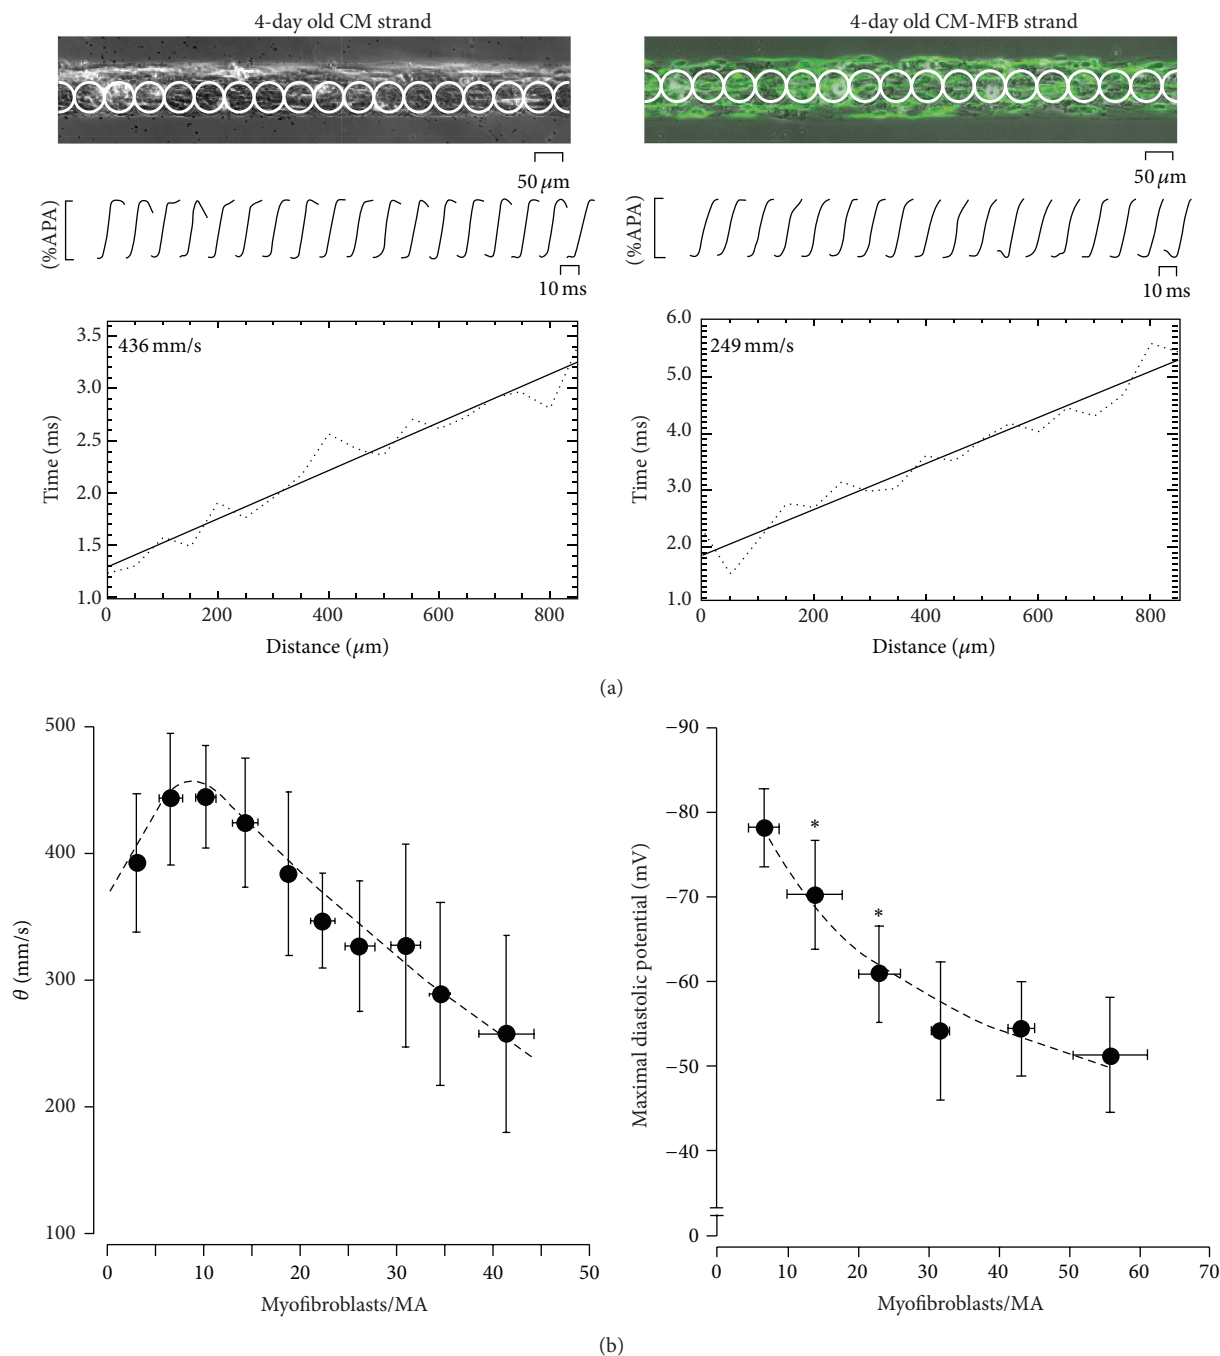 4-day old CM strand
4-day old CM-MFB strand
50 μm
50 μm
(%APA)
(%APA)
10 ms
10 ms
436 mm/s
3.5
3.0
2.5
2.0
1.5
1.0
Time (ms)
0 200 400 600 800
Distance (μm)
249 mm/s
6.0
5.0
4.0
3.0
2.0
1.0
Time (ms)
0 200 400 600 800
Distance (μm)
(a)
500
400
300
200
100
θ (mm/s)
0 10 20 30 40 50
Myofibroblasts/MA
−90
−80
−70
−60
−50
−40
0
Maximal diastolic potential (mV)
*
*
0 10 20 30 40 50 60 70
Myofibroblasts/MA
(b)